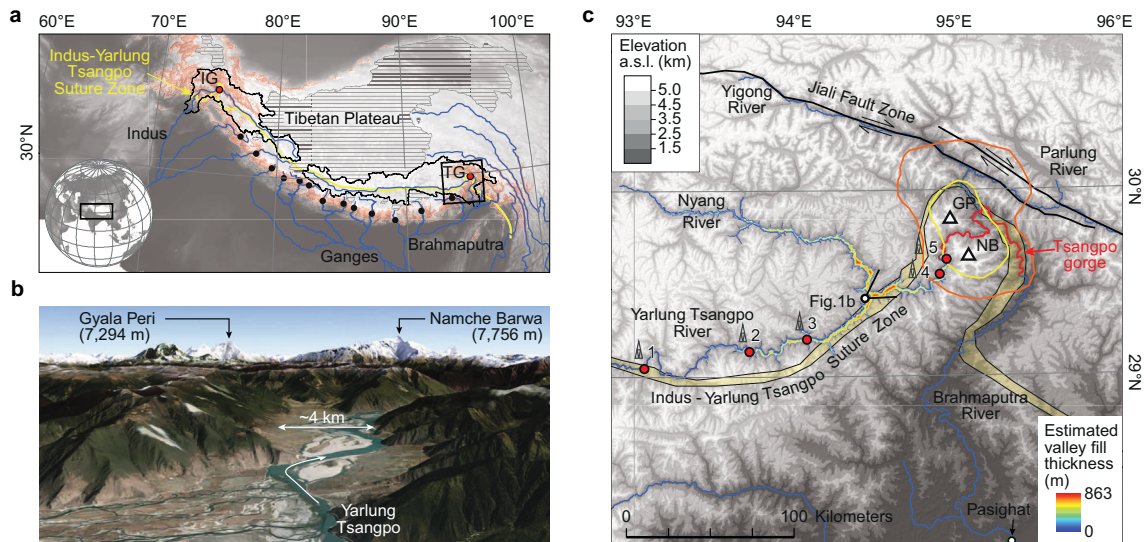 a
60°E
70°E
80°E
90°E
100°E
Indus-Yarlung
Tsangpo
Suture Zone
IG
Tibetan Plateau
Indus
30°N
TG
Ganges
Brahmaputra
b
Gyala Peri
(7,294 m)
Namche Barwa
(7,756 m)
~4 km
Yarlung
Tsangpo
c
93°E
94°E
95°E
96°E
Elevation
a.s.l. (km)
5.0
4.5
3.5
2.5
1.5
Yigong
River
Jiali Fault Zone
Parlung
River
30°N
Nyang
River
GP
NB
Tsangpo
gorge
5
4
Fig.1b
Yarlung Tsangpo
River
3
2
1
Indus - Yarlung Tsangpo Suture Zone
29°N
Brahmaputra
River
Estimated
valley fill
thickness
(m)
863
0
Pasighat
0
100 Kilometers